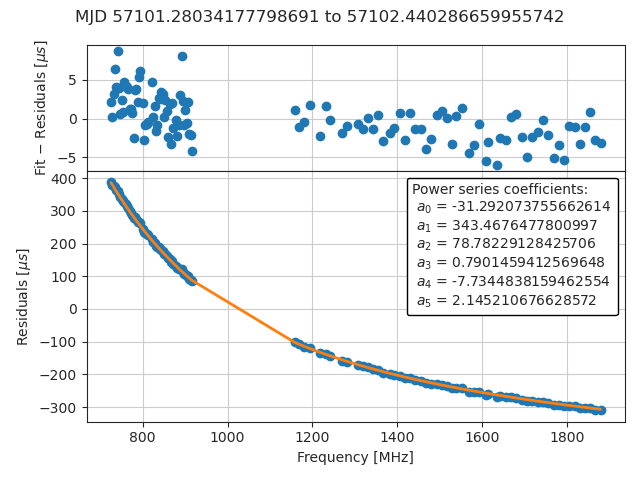 MJD 57101.28034177798691 to 57102.440286659955742
Fit − Residuals [μs]
5
0
−5
Residuals [μs]
400
300
200
100
0
−100
−200
−300
Power series coefficients:
a₀ = -31.292073755662614
a₁ = 343.4676477800997
a₂ = 78.78229128425706
a₃ = 0.7901459412569648
a₄ = -7.7344838159462554
a₅ = 2.145210676628572
800 1000 1200 1400 1600 1800
Frequency [MHz]